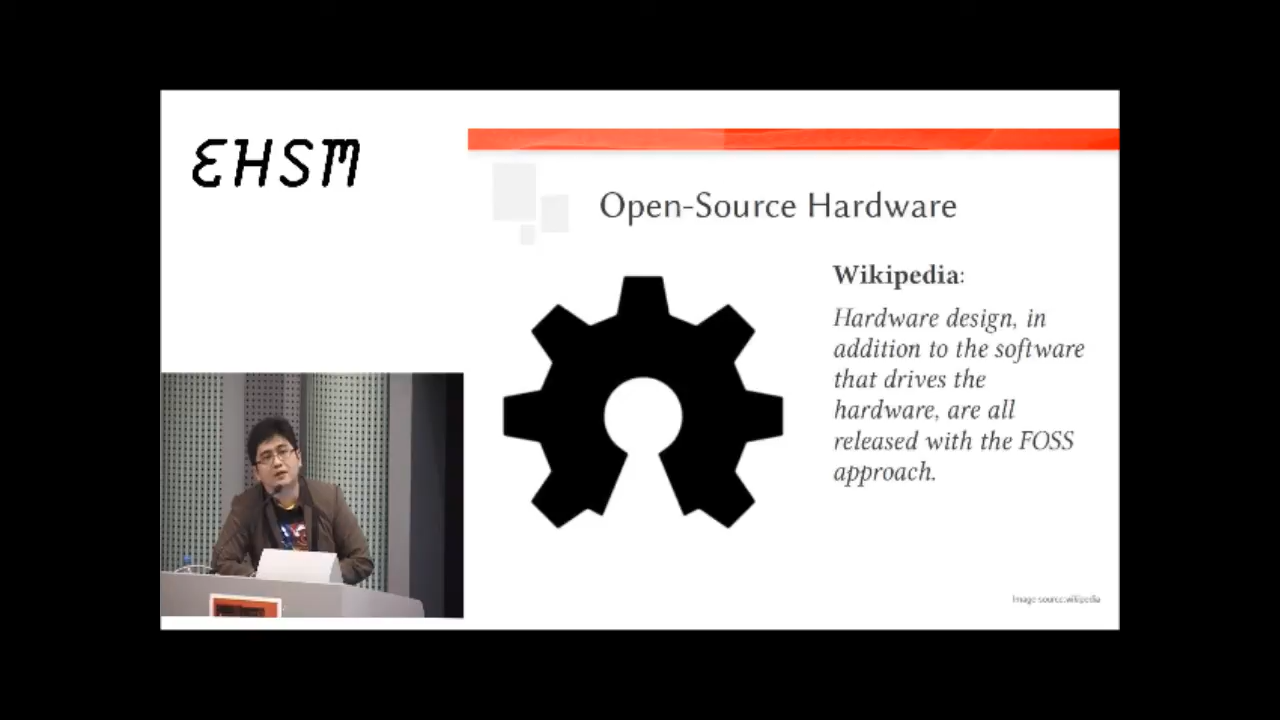 EHSM
Open-Source Hardware
Wikipedia:
Hardware design, in
addition to the software
that drives the
hardware, are all
released with the FOSS
approach.
Image source:wikipedia